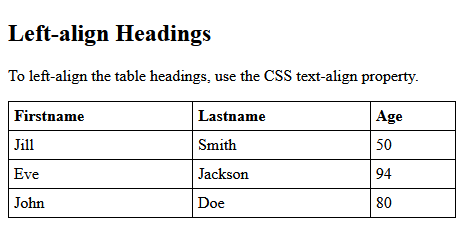 Left-align Headings
To left-align the table headings, use the CSS text-align property.
Firstname Lastname Age
Jill Smith 50
Eve Jackson 94
John Doe 80